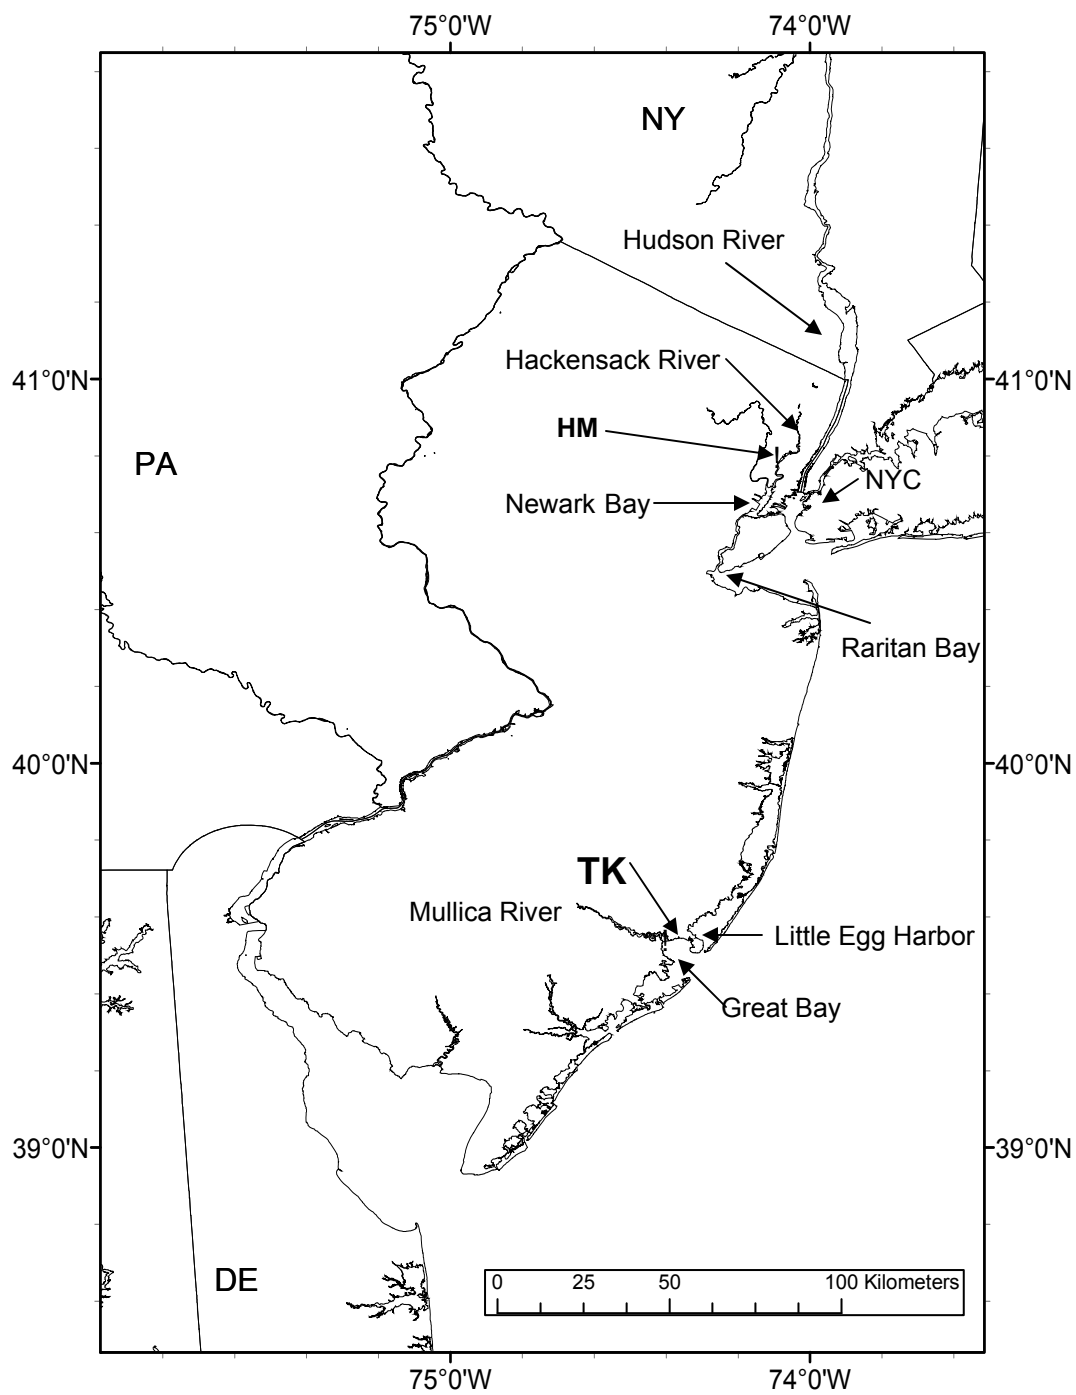 75°0'W 74°0'W
NY
Hudson River
Hackensack River
41°0'N 41°0'N
HM
PA
NYC
Newark Bay
Raritan Bay
40°0'N 40°0'N
TK
Mullica River
Little Egg Harbor
Great Bay
39°0'N 39°0'N
DE
0 25 50 100 Kilometers
75°0'W 74°0'W